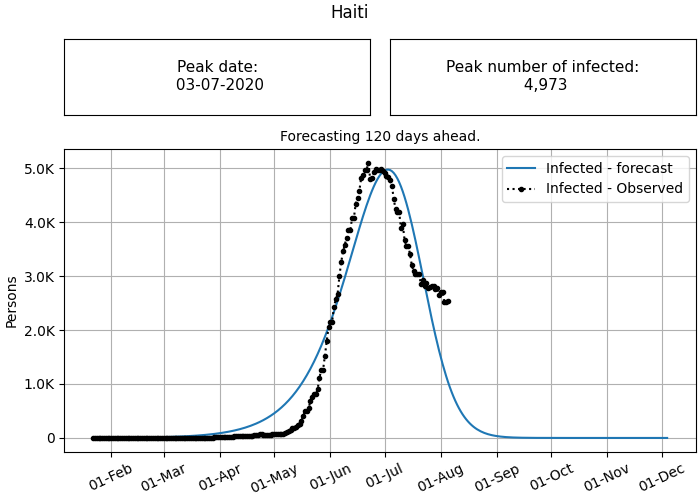 Haiti
Peak date:
03-07-2020
Peak number of infected:
4,973
Forecasting 120 days ahead.
Infected - forecast
Infected - Observed
5.0K
4.0K
3.0K
2.0K
1.0K
0
Persons
01-Feb
01-Mar
01-Apr
01-May
01-Jun
01-Jul
01-Aug
01-Sep
01-Oct
01-Nov
01-Dec